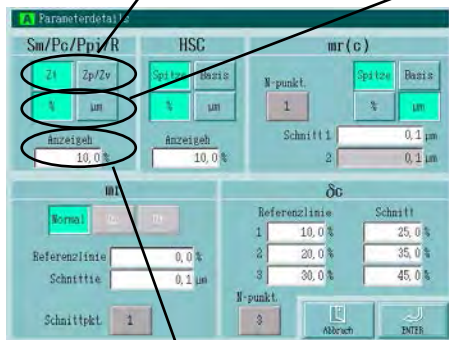 A Parameterdetails
Sm/Pc/Ppi/R
Zt Zp/Zv
% µm
Anzeigeh
10,0 %
HSC
Spitze Basis
% µm
Anzeigeh
10,0 %
mr(c)
N-punkt.
1
Spitze Basis
% µm
Schnitt 1 0,1 µm
2 0,1 µm
mr
Normal
Referenzlinie 0,0 %
Schnittie 0,1 µm
Schnittpkt. 1
δc
Referenzlinie Schnitt
1 10,0 % 25,0 %
2 20,0 % 35,0 %
3 30,0 % 45,0 %
N-punkt.
3
Abbruch
ENTER